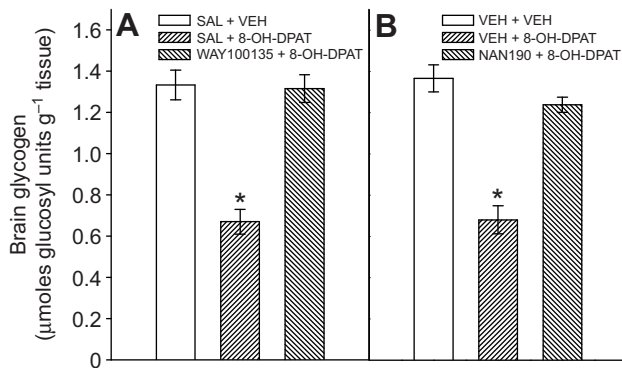 A
SAL + VEH
SAL + 8-OH-DPAT
WAY100135 + 8-OH-DPAT
B
VEH + VEH
VEH + 8-OH-DPAT
NAN190 + 8-OH-DPAT
Brain glycogen
(μmoles glucosyl units g⁻¹ tissue)
1.6
1.4
1.2
1.0
0.8
0.6
0.4
0.2
0
*
*